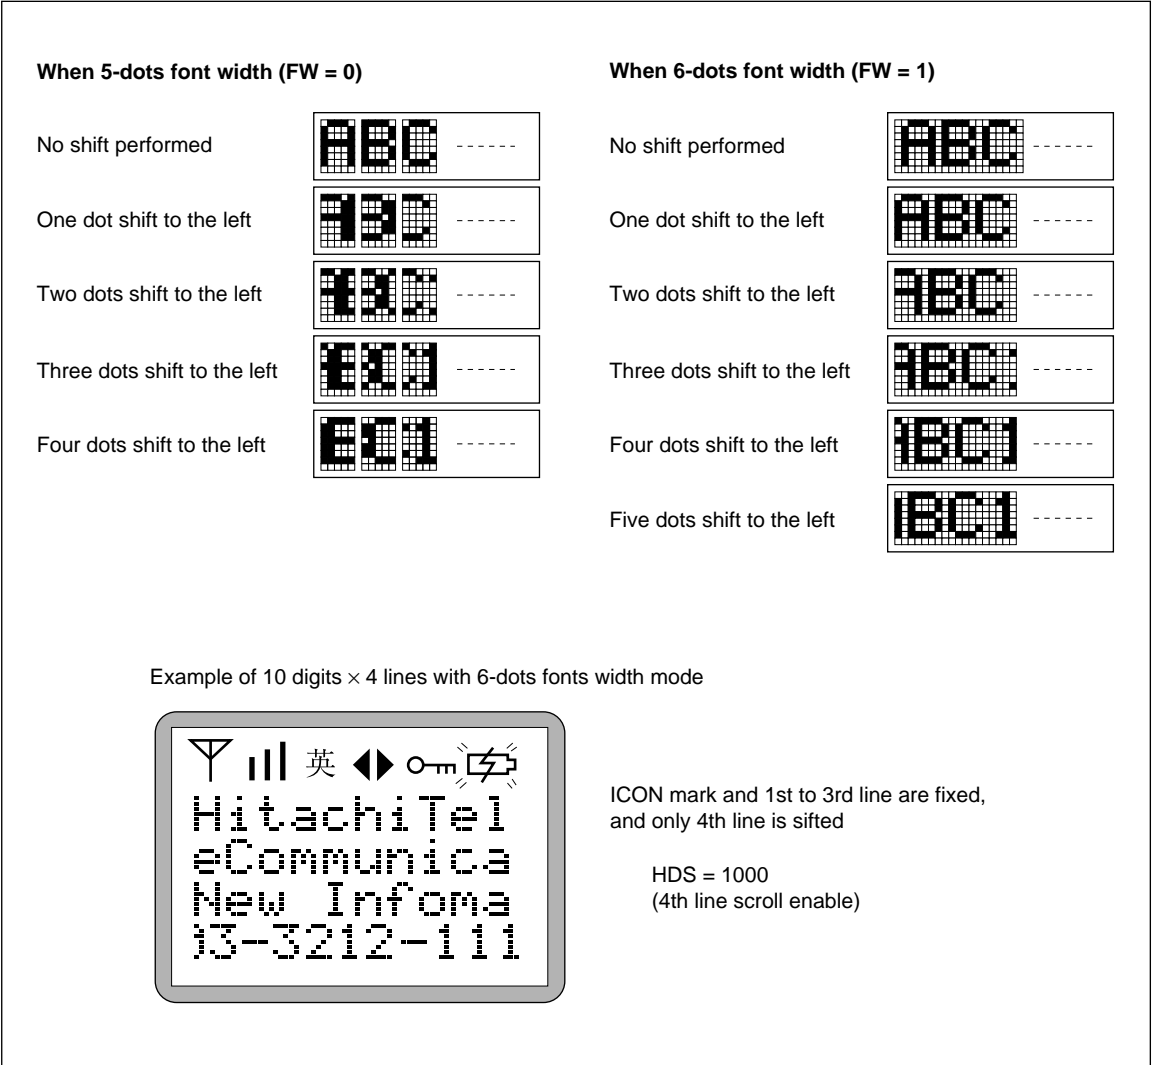 When 5-dots font width (FW = 0)
No shift performed
ABC ------
One dot shift to the left
Two dots shift to the left
Three dots shift to the left
Four dots shift to the left
When 6-dots font width (FW = 1)
No shift performed
ABC ------
One dot shift to the left
ABC ------
Two dots shift to the left
ABC ------
Three dots shift to the left
Four dots shift to the left
BC1 ------
Five dots shift to the left
BC1 ------
Example of 10 digits × 4 lines with 6-dots fonts width mode
英
HitachiTel
eCommunica
New Infoma
3-3212-111
ICON mark and 1st to 3rd line are fixed,
and only 4th line is sifted
HDS = 1000
(4th line scroll enable)